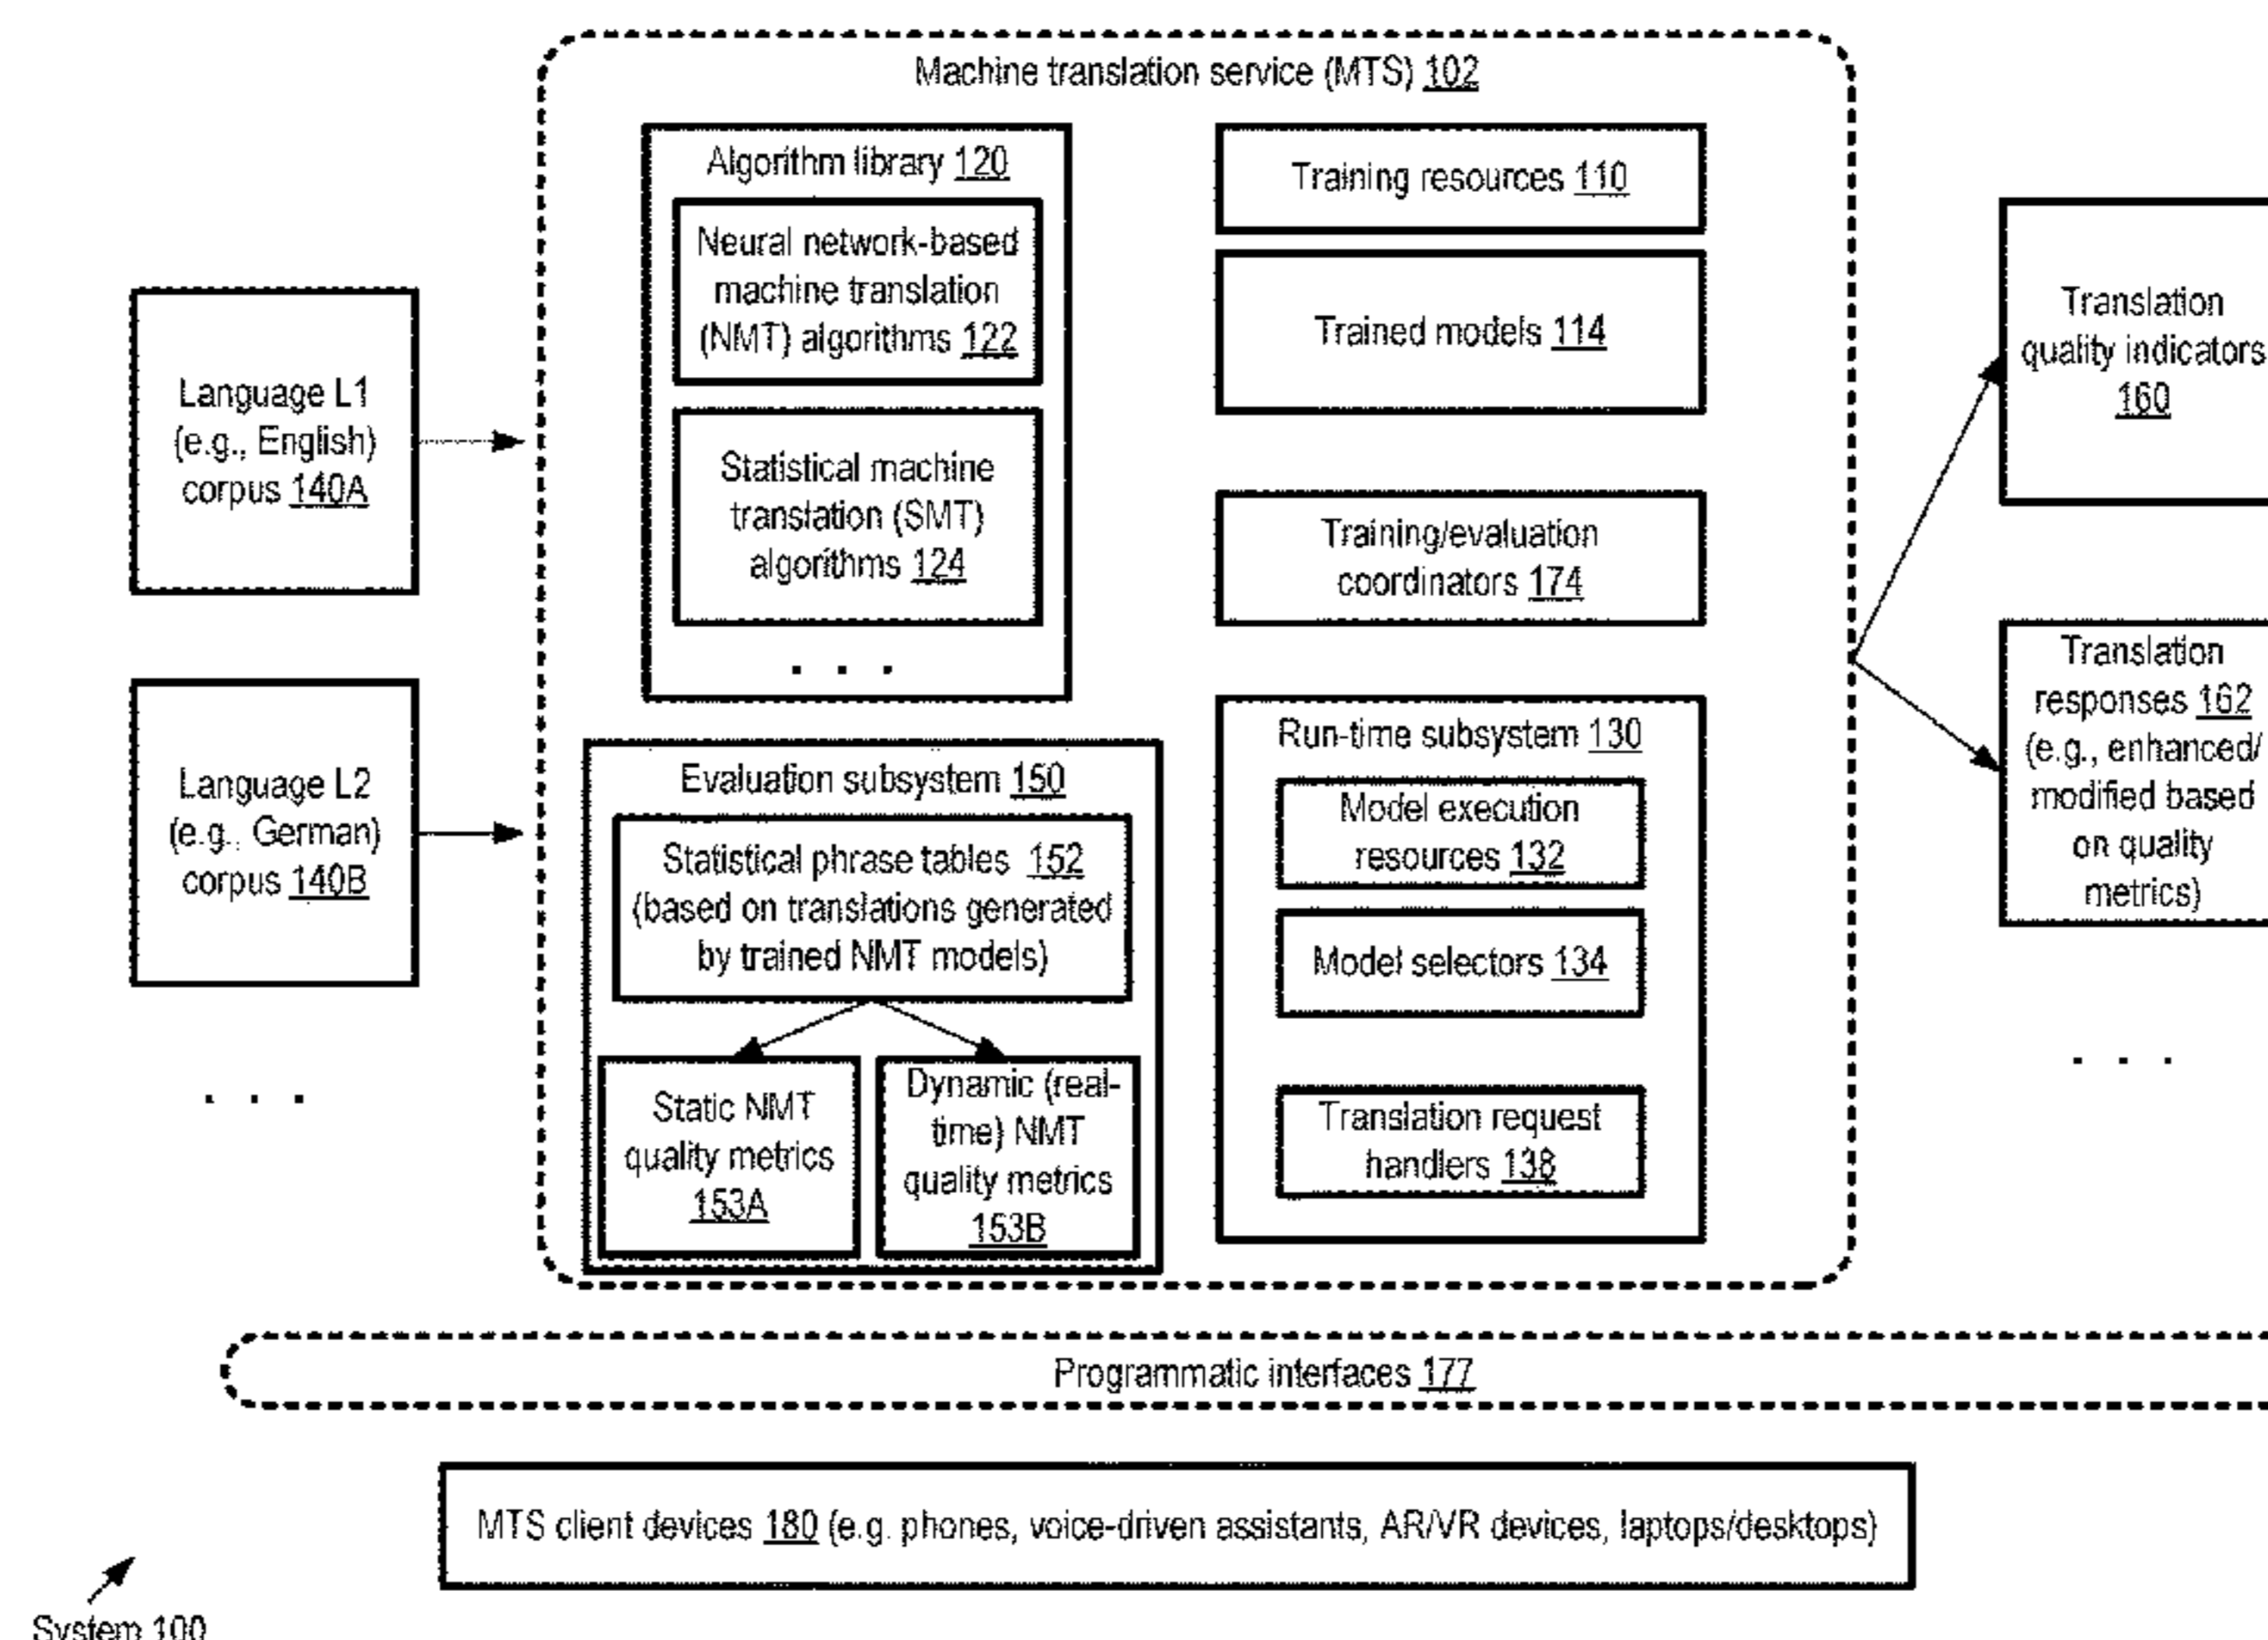 Machine translation service (MTS) 102
Algorithm library 120
Neural network-based
machine translation
(NMT) algorithms 122
Statistical machine
translation (SMT)
algorithms 124
. . .
Training resources 110
Trained models 114
Training/evaluation
coordinators 174
Language L1
(e.g., English)
corpus 140A
Language L2
(e.g., German)
corpus 140B
. . .
Evaluation subsystem 150
Statistical phrase tables 152
(based on translations generated
by trained NMT models)
Static NMT
quality metrics
153A
Dynamic (real-
time) NMT
quality metrics
153B
Run-time subsystem 130
Model execution
resources 132
Model selectors 134
Translation request
handlers 138
Translation
quality indicators
160
Translation
responses 162
(e.g., enhanced/
modified based
on quality
metrics)
. . .
Programmatic interfaces 177
MTS client devices 180 (e.g. phones, voice-driven assistants, AR/VR devices, laptops/desktops)
System 100